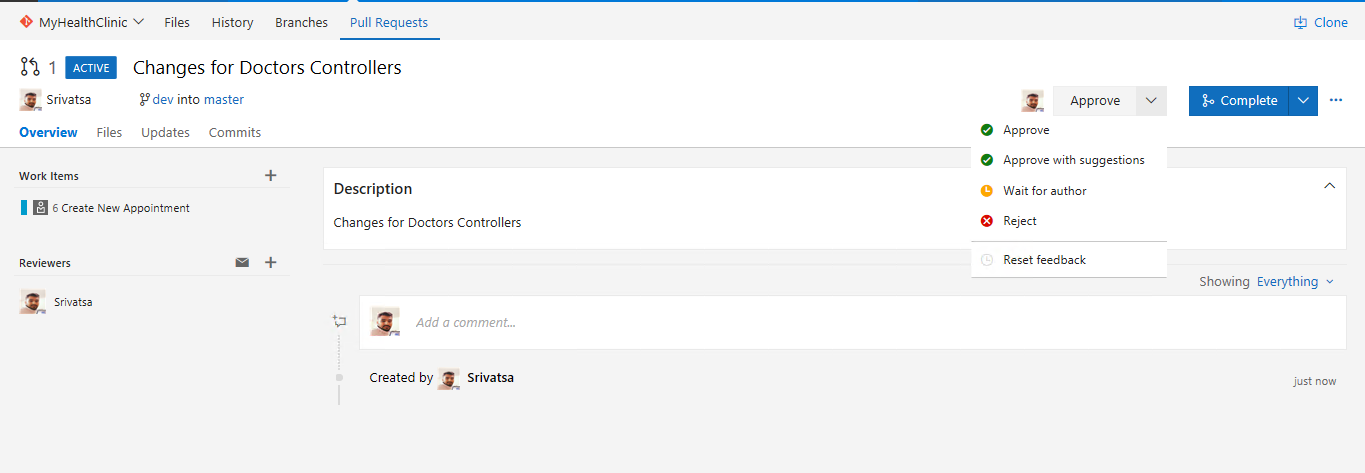 MyHealthClinic Files History Branches Pull Requests Clone
1 ACTIVE Changes for Doctors Controllers
Srivatsa dev into master Approve Complete
Overview Files Updates Commits
Approve
Approve with suggestions
Wait for author
Reject
Reset feedback
Work Items
6 Create New Appointment
Reviewers
Srivatsa
Description
Changes for Doctors Controllers
Showing Everything
Add a comment...
Created by Srivatsa just now